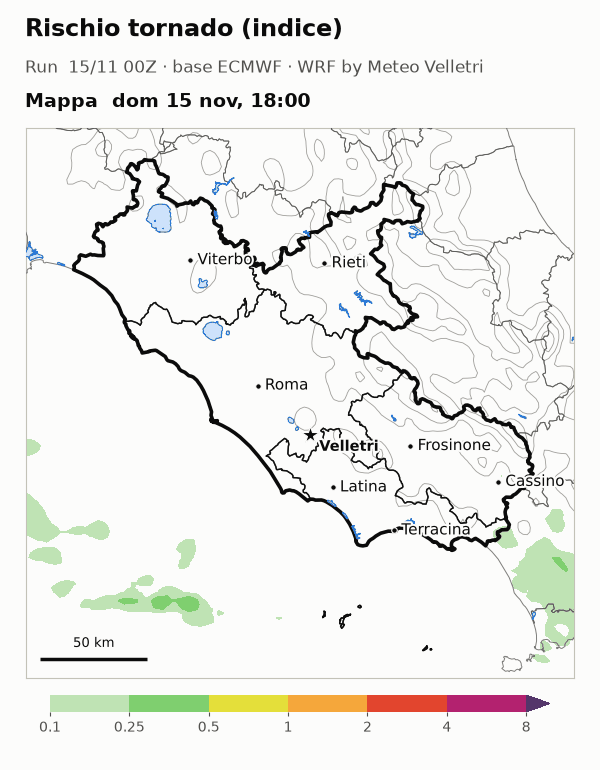 Rischio tornado (indice)
Run  15/11 00Z · base ECMWF · WRF by Meteo Velletri
Mappa  dom 15 nov, 18:00
Viterbo
Rieti
Roma
Velletri
Frosinone
Cassino
Latina
Terracina
50 km
0.1 0.25 0.5 1 2 4 8